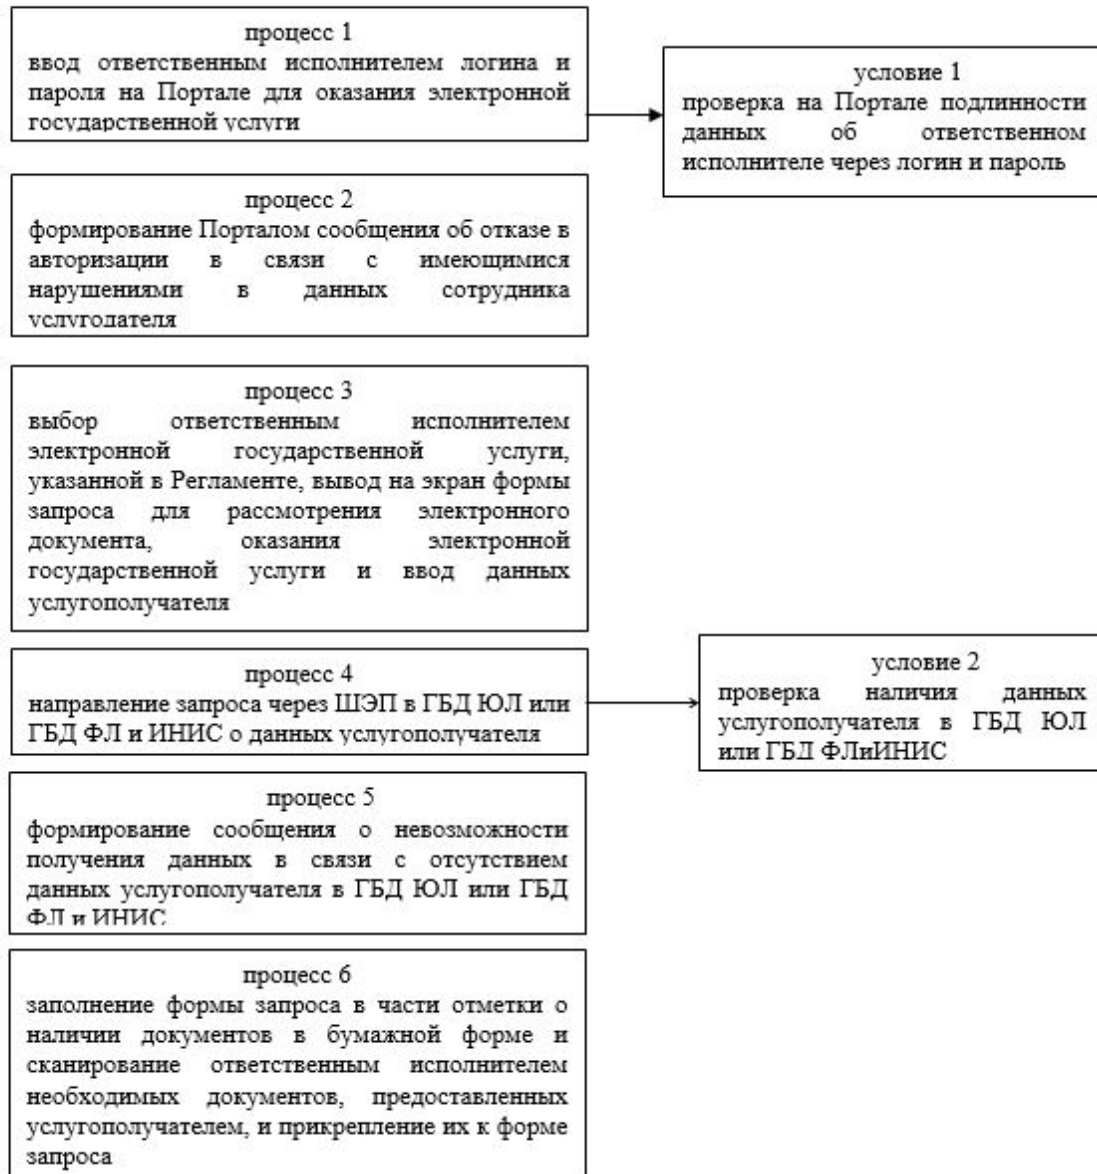 процесс 1
ввод ответственным исполнителем логина и
пароля на Портале для оказания электронной
государственной услуги
условие 1
проверка на Портале подлинности
данных об ответственном
исполнителе через логин и пароль
процесс 2
формирование Порталом сообщения об отказе в
авторизации в связи с имеющимися
нарушениями в данных сотрудника
услугодателя
процесс 3
выбор ответственным исполнителем
электронной государственной услуги,
указанной в Регламенте, вывод на экран формы
запроса для рассмотрения электронного
документа, оказания электронной
государственной услуги и ввод данных
услугополучателя
процесс 4
направление запроса через ШЭП в ГБД ЮЛ или
ГБД ФЛ и ИНИС о данных услугополучателя
условие 2
проверка наличия данных
услугополучателя в ГБД ЮЛ
или ГБД ФЛиИНИС
процесс 5
формирование сообщения о невозможности
получения данных в связи с отсутствием
данных услугополучателя в ГБД ЮЛ или ГБД
ФЛ и ИНИС
процесс 6
заполнение формы запроса в части отметки о
наличии документов в бумажной форме и
сканирование ответственным исполнителем
необходимых документов, предоставленных
услугополучателем, и прикрепление их к форме
запроса